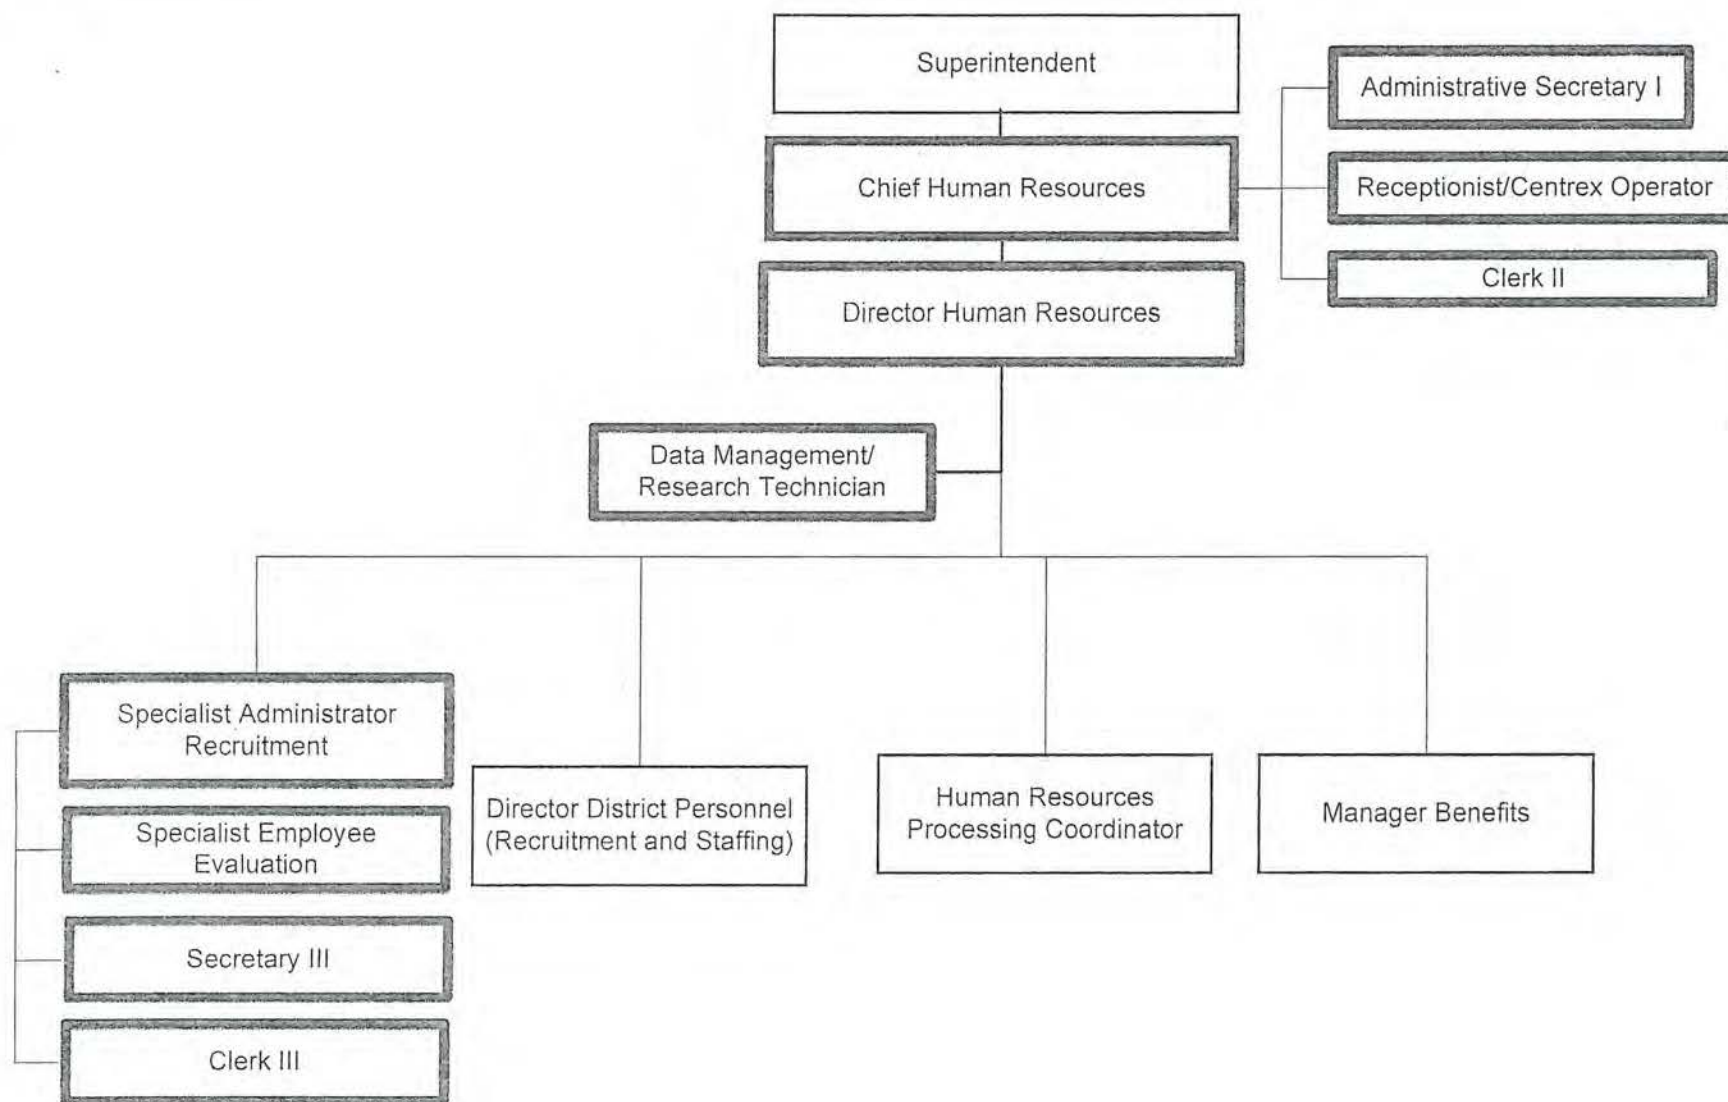 Superintendent
Administrative Secretary I
Chief Human Resources
Receptionist/Centrex Operator
Clerk II
Director Human Resources
Data Management/
Research Technician
Specialist Administrator
Recruitment
Specialist Employee
Evaluation
Secretary III
Clerk III
Director District Personnel
(Recruitment and Staffing)
Human Resources
Processing Coordinator
Manager Benefits